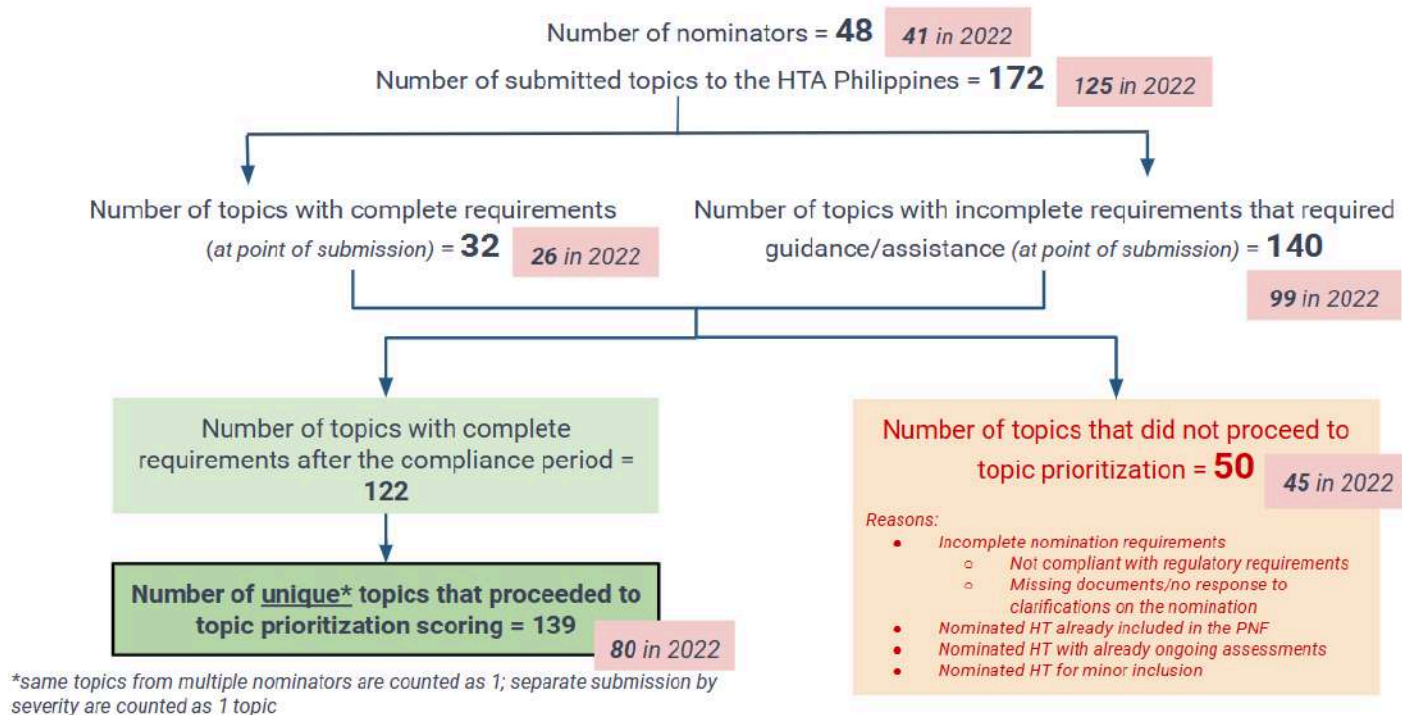 Number of nominators = 48
41 in 2022
Number of submitted topics to the HTA Philippines = 172
125 in 2022
Number of topics with complete requirements
(at point of submission) = 32
26 in 2022
Number of topics with incomplete requirements that required
guidance/assistance (at point of submission) = 140
99 in 2022
Number of topics with complete
requirements after the compliance period =
122
Number of unique* topics that proceeded to
topic prioritization scoring = 139
80 in 2022
*same topics from multiple nominators are counted as 1; separate submission by
severity are counted as 1 topic
Number of topics that did not proceed to
topic prioritization = 50
45 in 2022
Reasons:
● Incomplete nomination requirements
○ Not compliant with regulatory requirements
○ Missing documents/no response to
clarifications on the nomination
● Nominated HT already included in the PNF
● Nominated HT with already ongoing assessments
● Nominated HT for minor inclusion